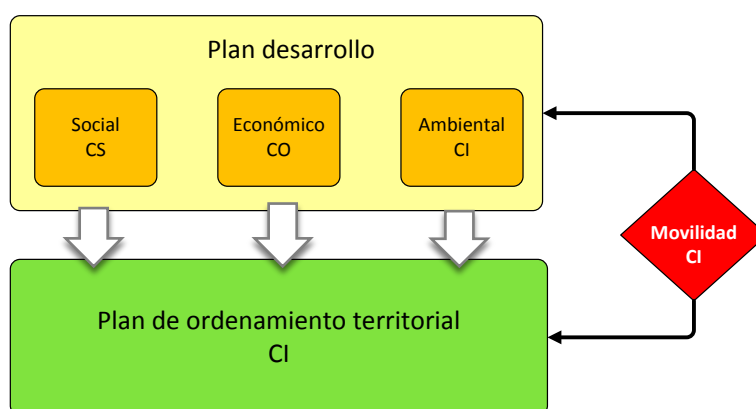 Plan desarrollo
Social
CS
Económico
CO
Ambiental
CI
Movilidad
CI
Plan de ordenamiento territorial
CI